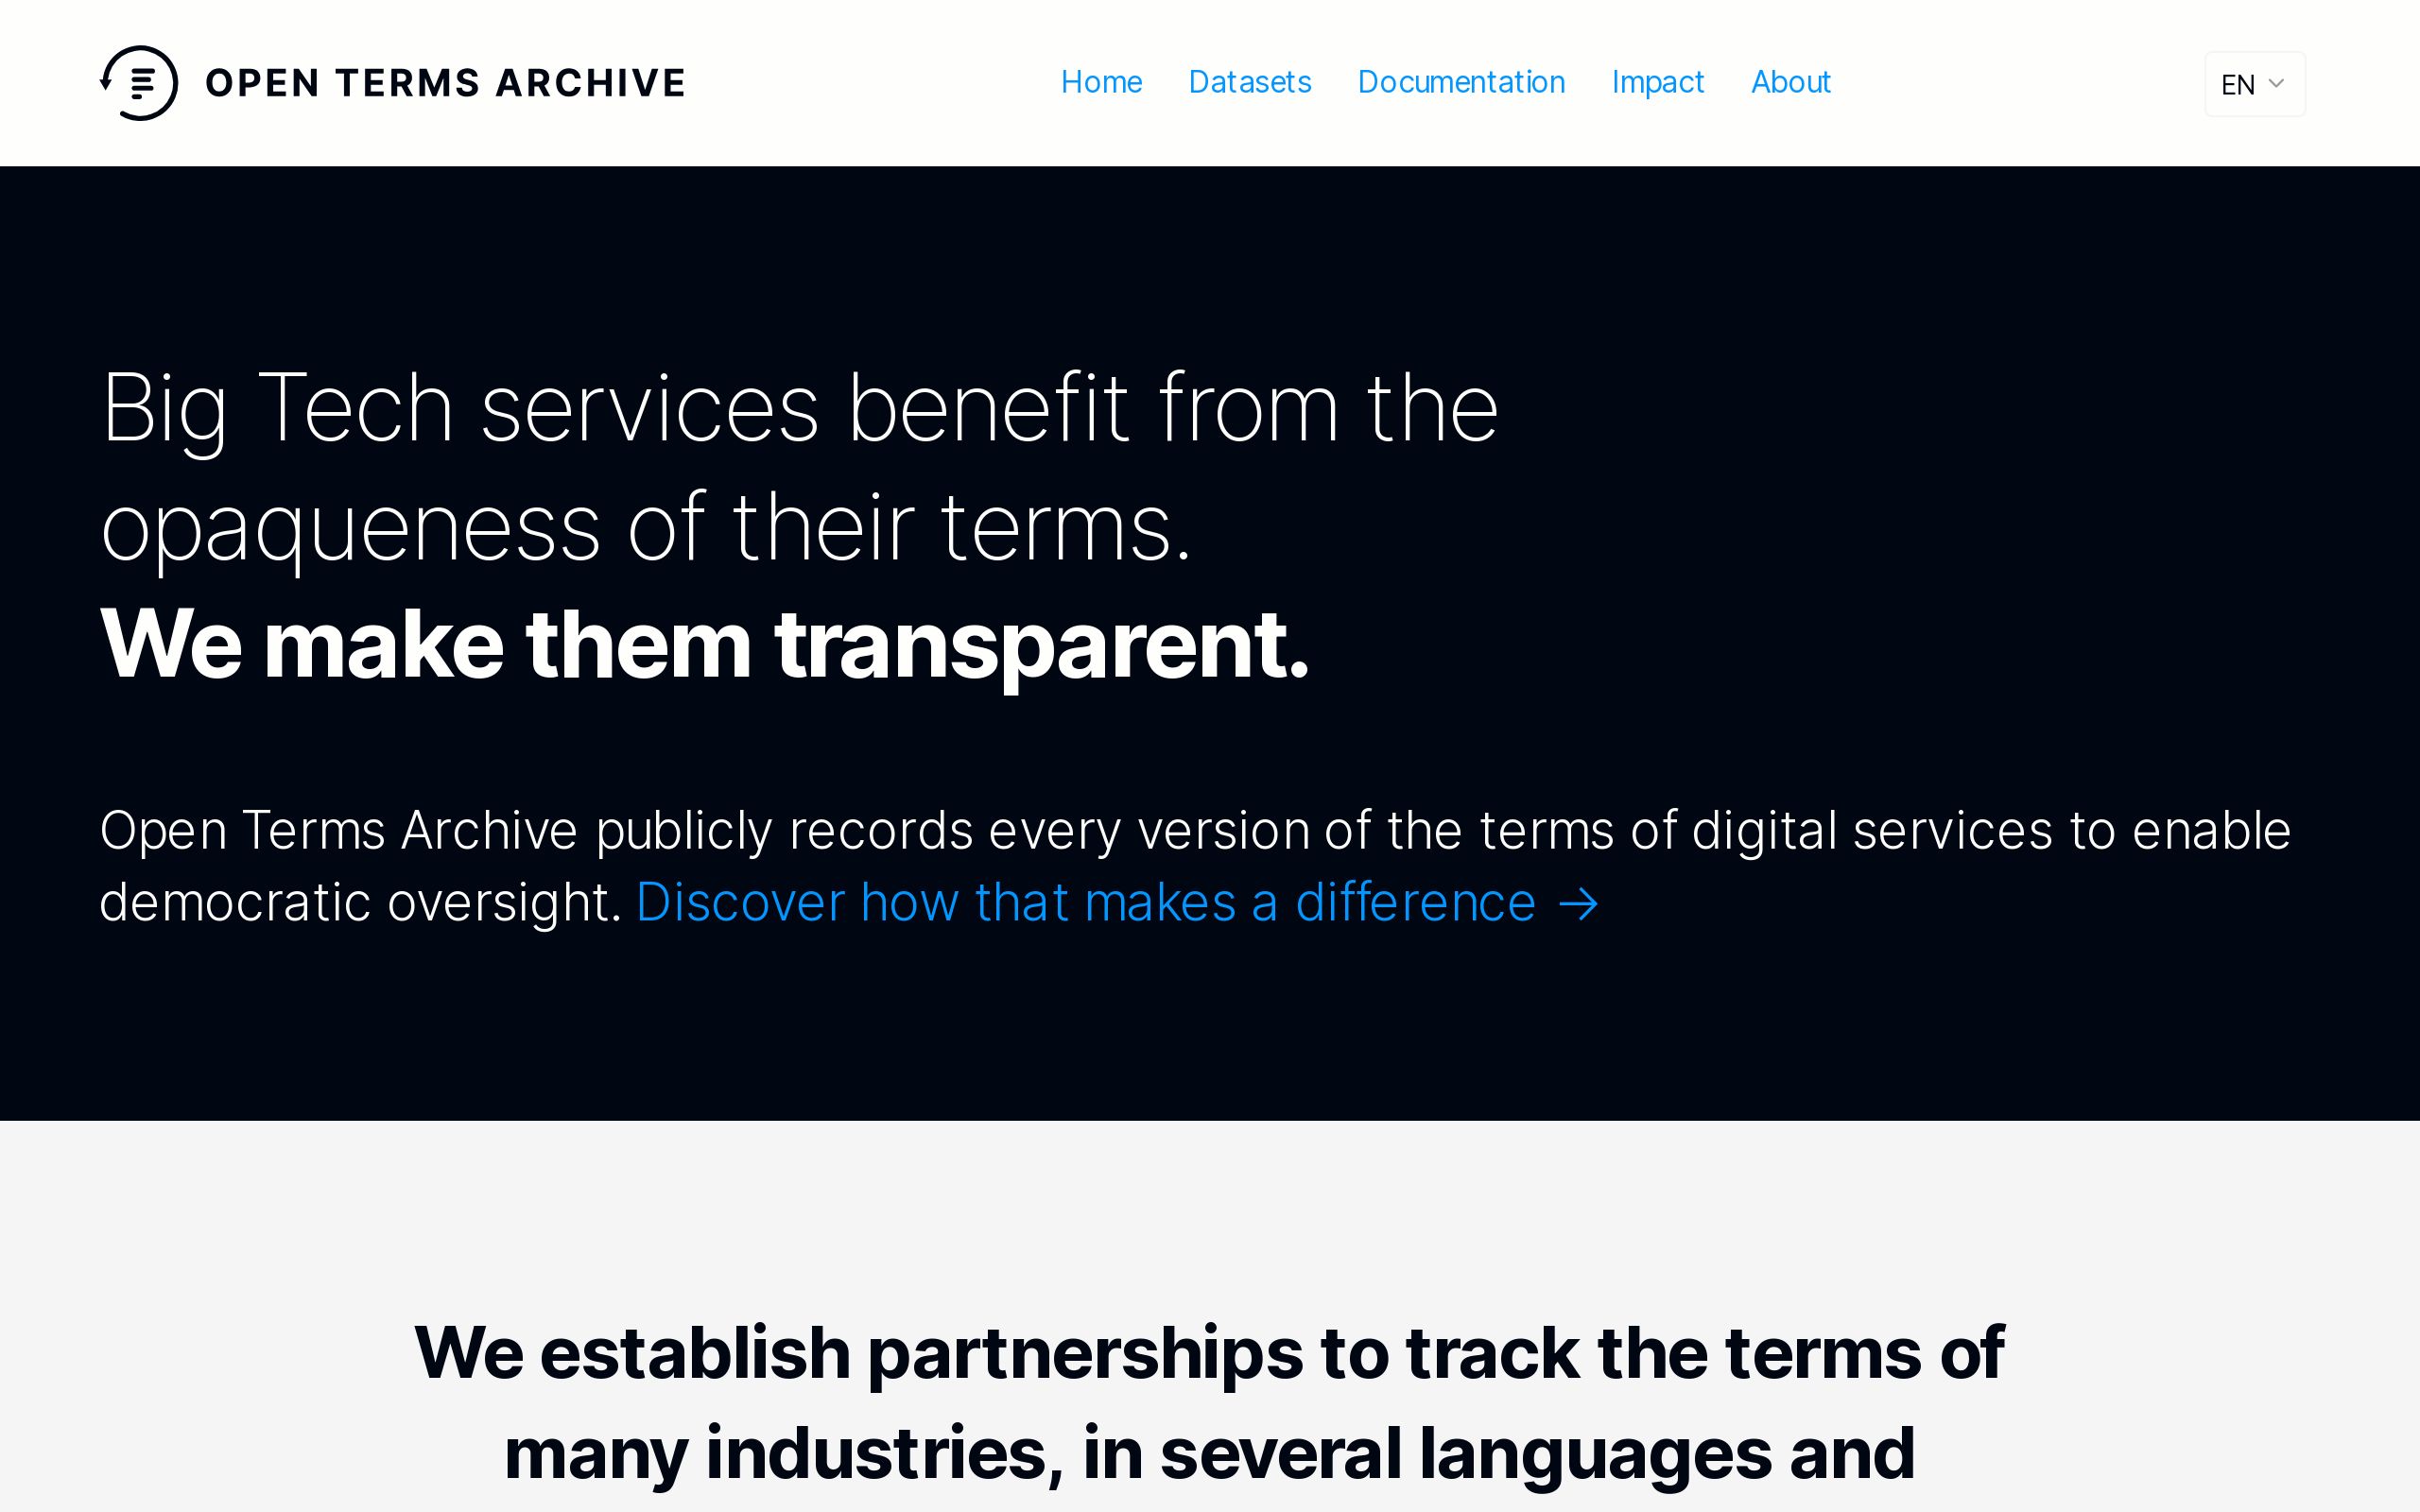 OPEN TERMS ARCHIVE
Home Datasets Documentation Impact About
EN
Big Tech services benefit from the
opaqueness of their terms.
We make them transparent.
Open Terms Archive publicly records every version of the terms of digital services to enable
democratic oversight. Discover how that makes a difference →
We establish partnerships to track the terms of
many industries, in several languages and